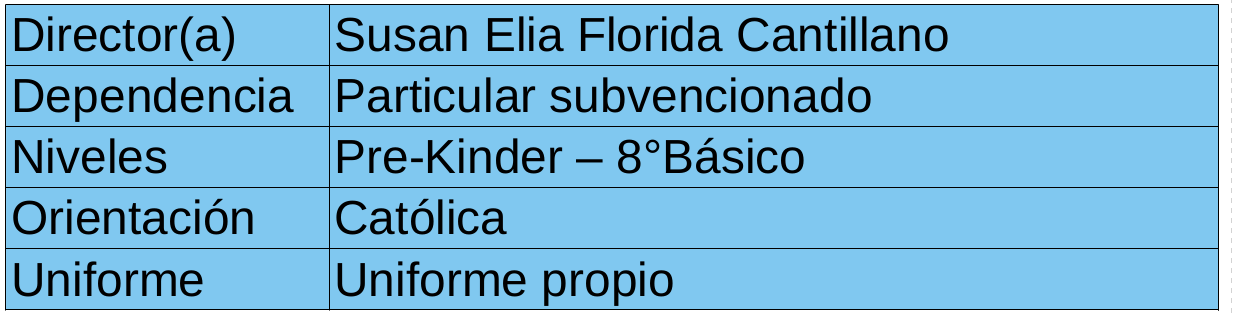 Director(a) Susan Elia Florida Cantillano
Dependencia Particular subvencionado
Niveles Pre-Kinder – 8°Básico
Orientación Católica
Uniforme Uniforme propio